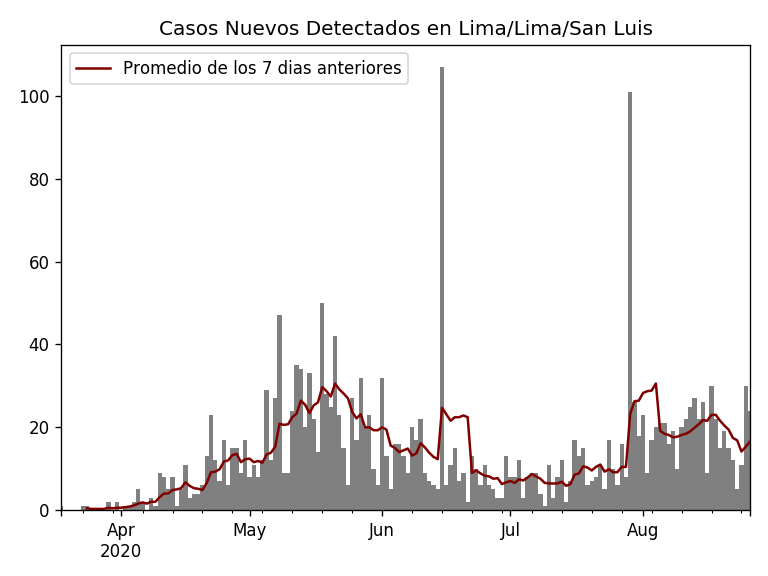 Casos Nuevos Detectados en Lima/Lima/San Luis
Promedio de los 7 dias anteriores
100
80
60
40
20
0
Apr
2020
May
Jun
Jul
Aug